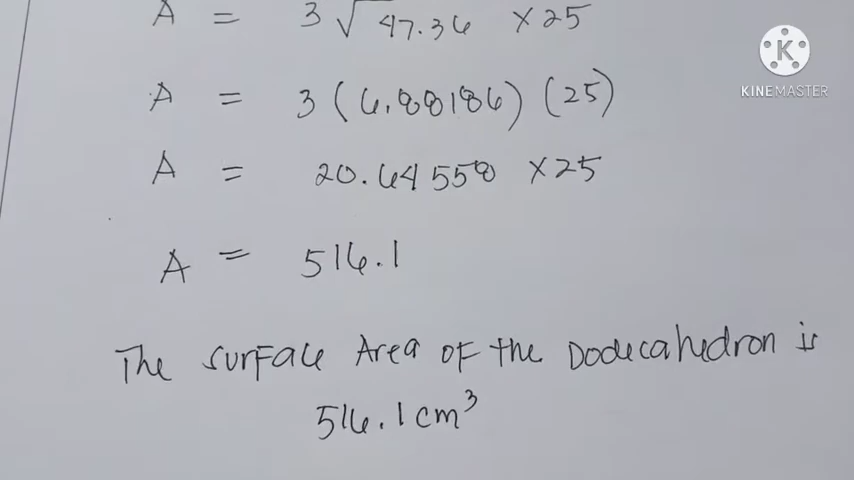 A = 3√47.36 × 25
A = 3(6.88186)(25)
A = 20.64558 × 25
A = 516.1
The surface Area of the Dodecahedron is
516.1 cm³
K
KINEMASTER